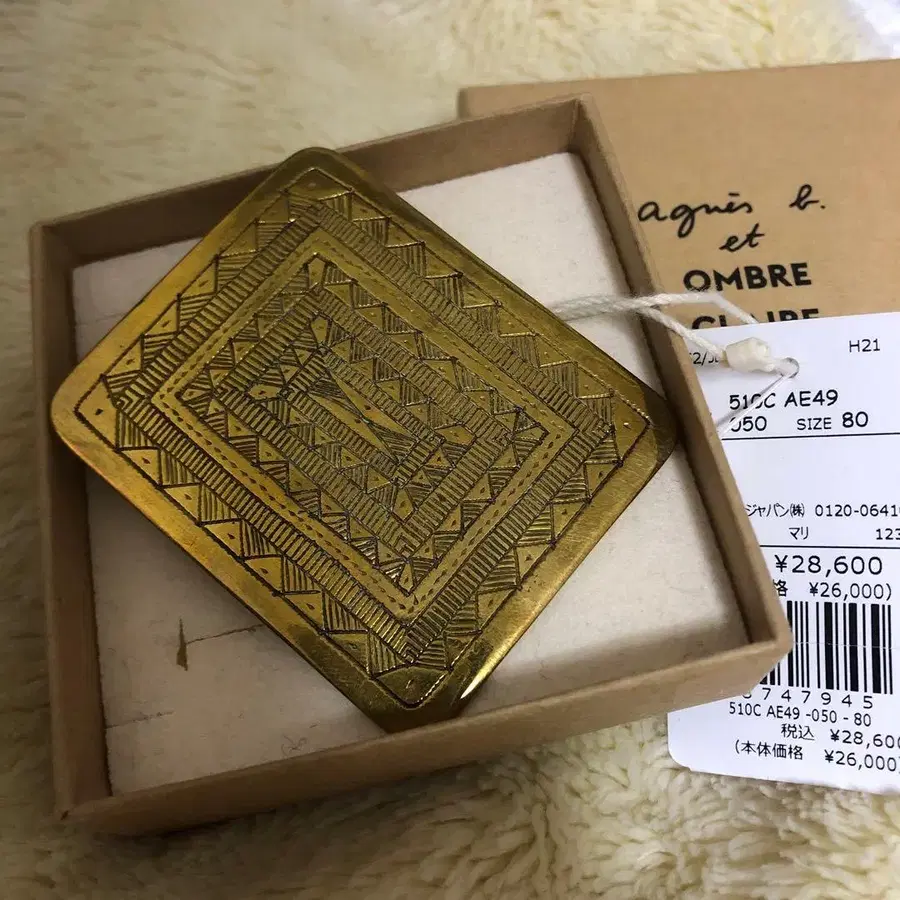 agnès b.
et
OMBRE
CLAIRE
H21
510C AE49
050 SIZE 80
ジャパン㈱ 0120-06410
マリ 123
¥28,600
格 ¥26,000)
8747945
510C AE49 -050 - 80
税込 ¥28,600
(本体価格 ¥26,000)